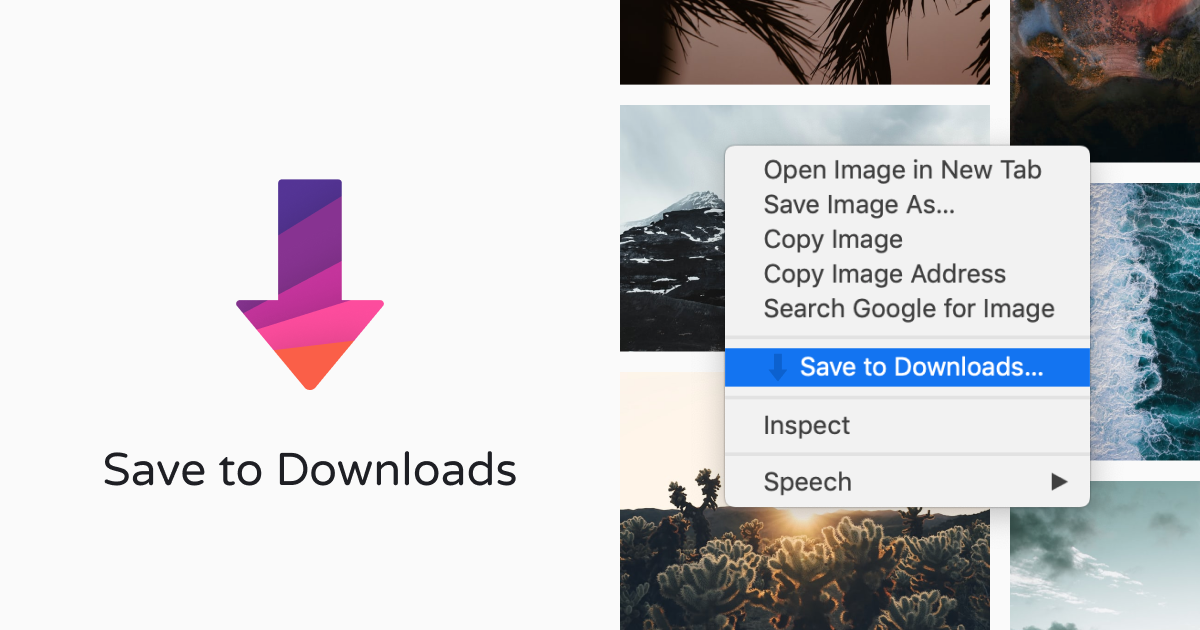 Save to Downloads
Open Image in New Tab
Save Image As...
Copy Image
Copy Image Address
Search Google for Image
Save to Downloads...
Inspect
Speech